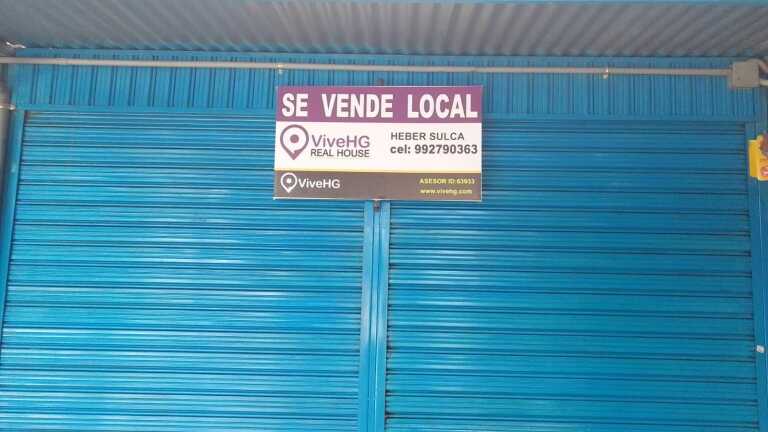 SE VENDE LOCAL
ViveHG
REAL HOUSE
HEBER SULCA
cel: 992790363
ViveHG
ASESOR ID:63933
www.vivehg.com